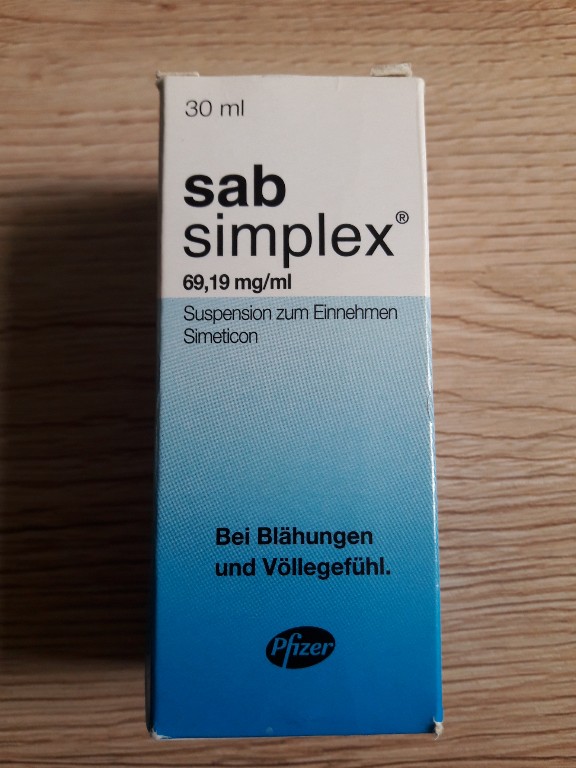 30 ml
sab
simplex®
69,19 mg/ml
Suspension zum Einnehmen
Simeticon
Bei Blähungen
und Völlegefühl.
Pfizer